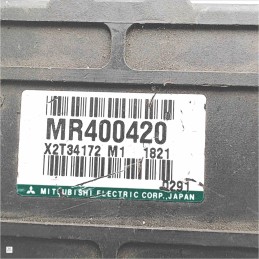 MR400420
X2T34172 M1 1821
0291
MITSUBISHI ELECTRIC CORP., JAPAN